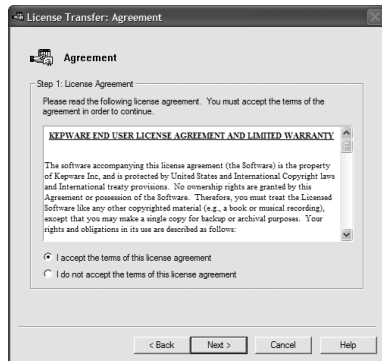 License Transfer: Agreement
Agreement
Step 1: License Agreement
Please read the following license agreement. You must accept the terms of the
agreement in order to continue.
KEPWARE END USER LICENSE AGREEMENT AND LIMITED WARRANTY
The software accompanying this license agreement (the Software) is the property
of Kepware Inc, and is protected by United States and International Copyright laws
and International treaty provisions. No ownership rights are granted by this
Agreement or possession of the Software. Therefore, you must treat the Licensed
Software like any other copyrighted material (e.g., a book or musical recording),
except that you may make a single copy for backup or archival purposes. Your
rights and obligations in its use are described as follows:
I accept the terms of this license agreement
I do not accept the terms of this license agreement
< Back Next > Cancel Help